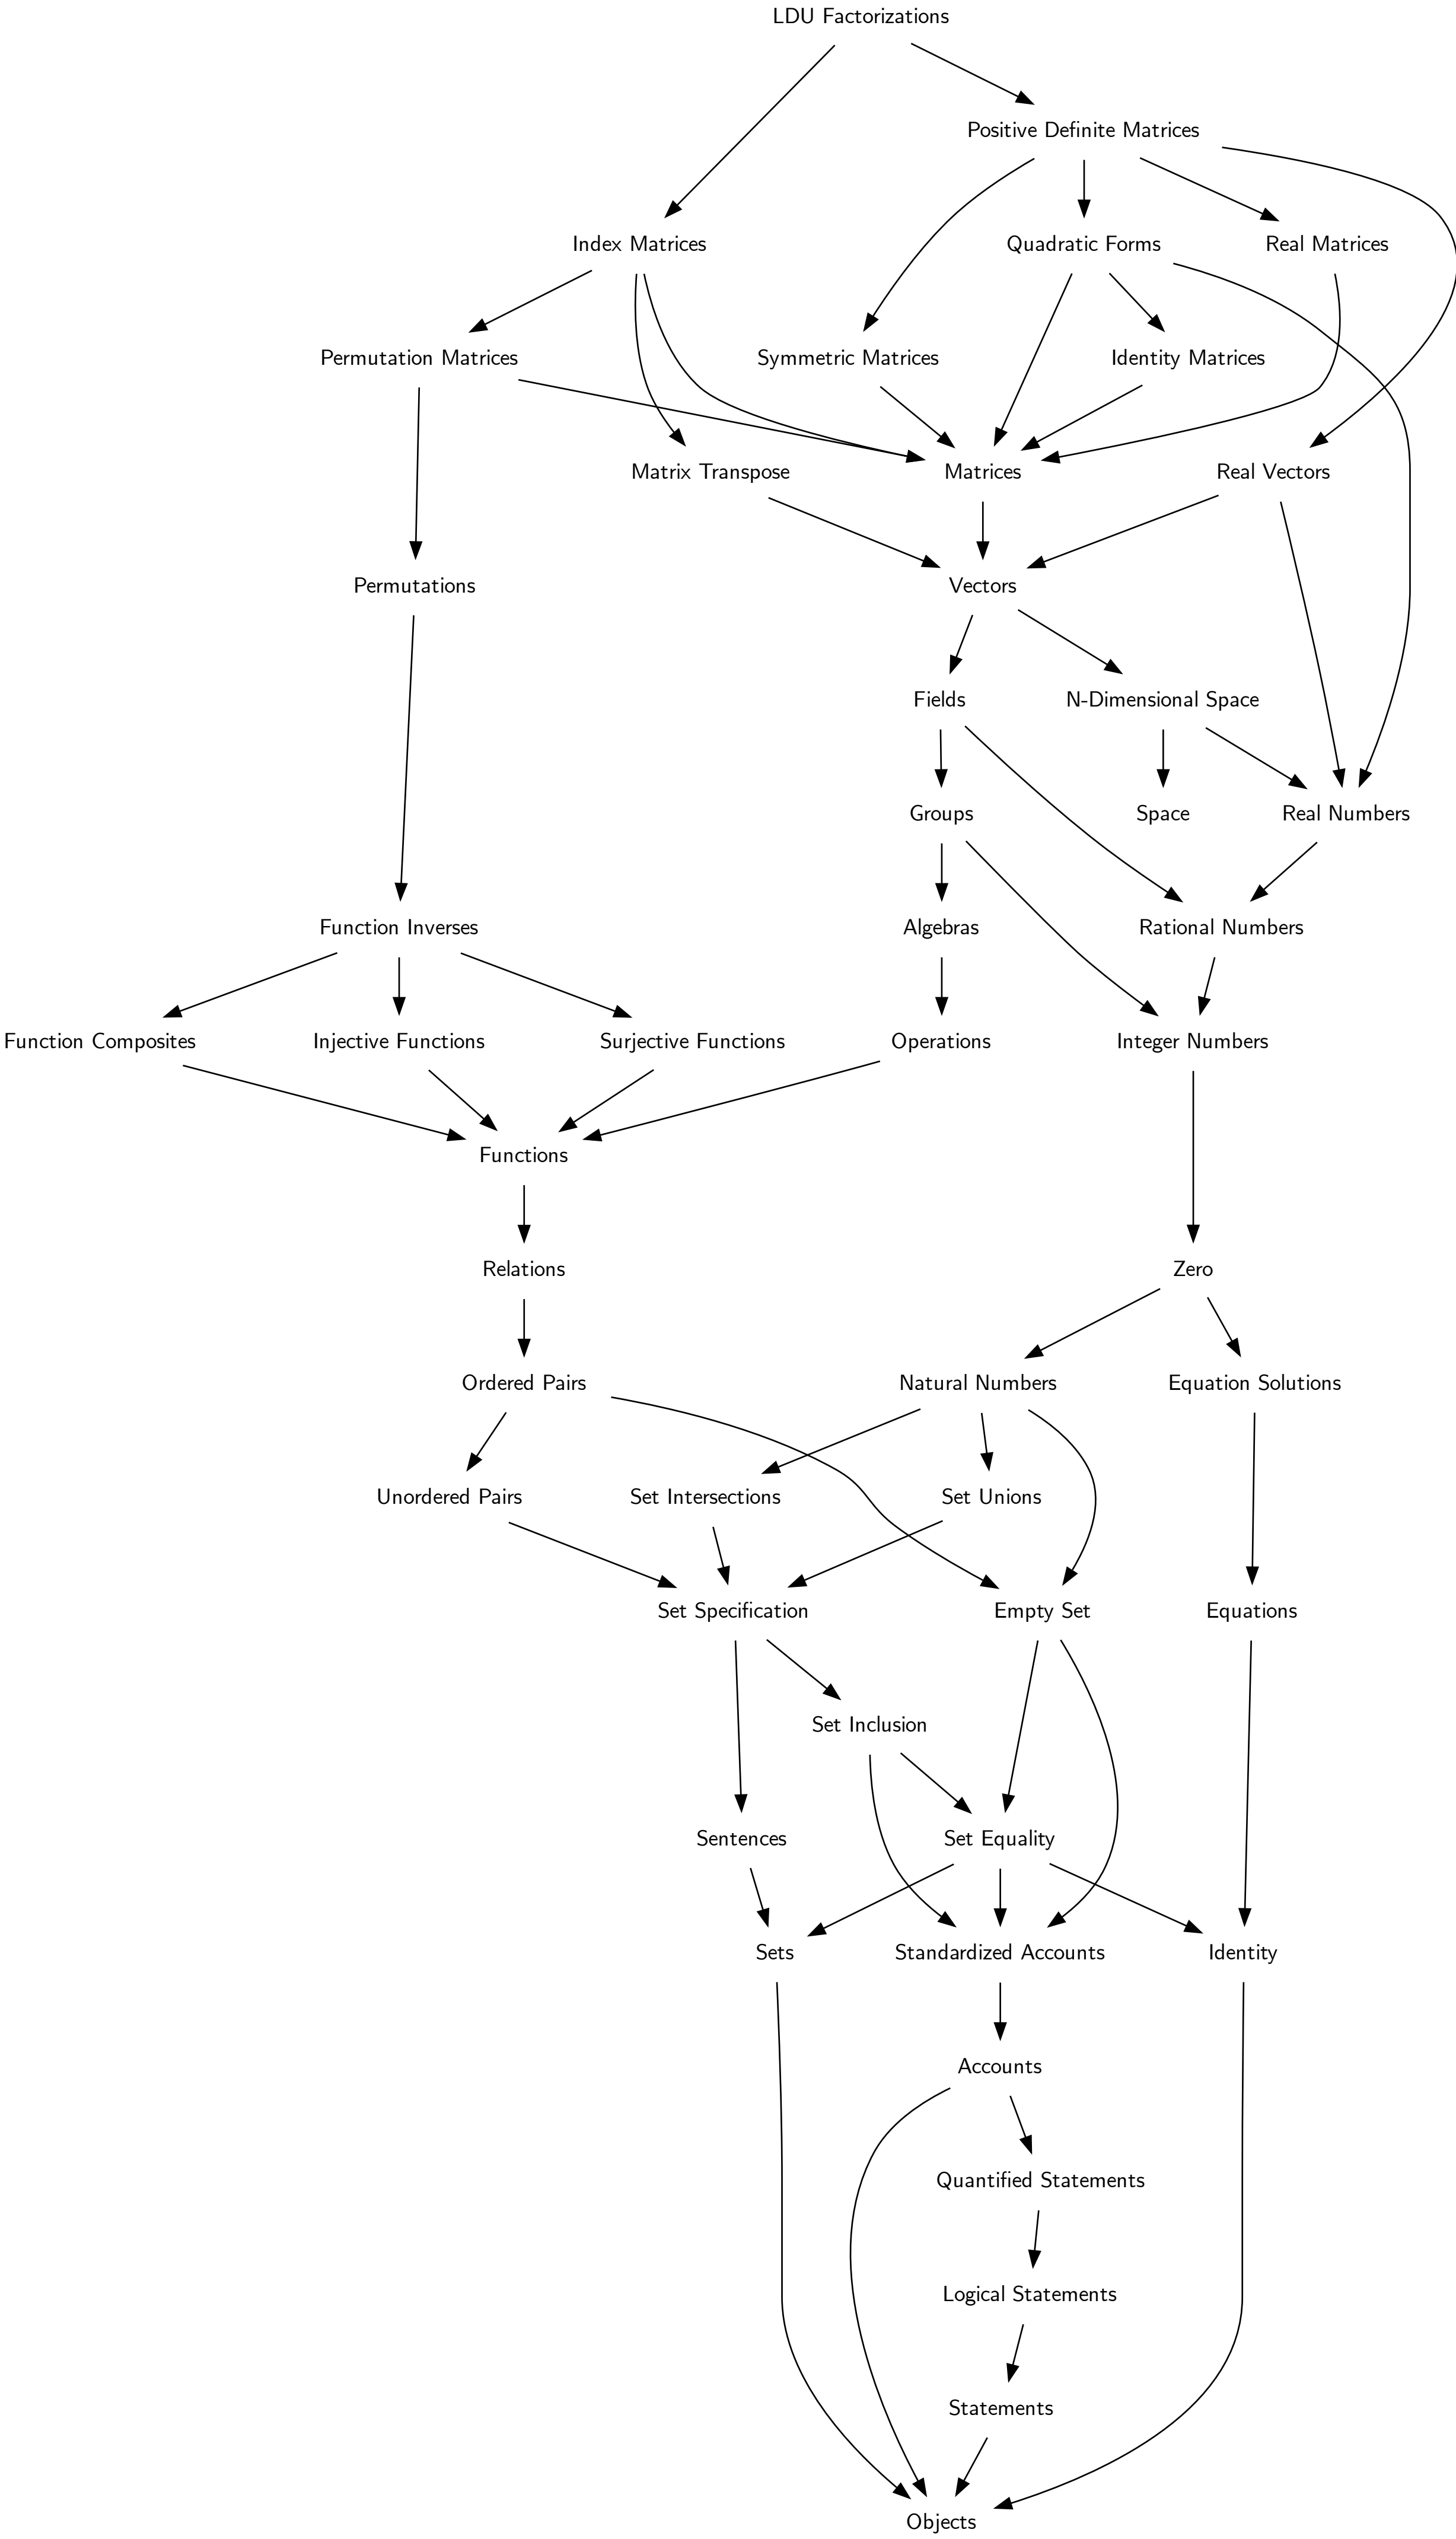 LDU Factorizations
Positive Definite Matrices
Index Matrices
Quadratic Forms
Real Matrices
Permutation Matrices
Symmetric Matrices
Identity Matrices
Matrix Transpose
Matrices
Real Vectors
Permutations
Vectors
Fields
N-Dimensional Space
Groups
Space
Real Numbers
Function Inverses
Algebras
Rational Numbers
Function Composites
Injective Functions
Surjective Functions
Operations
Integer Numbers
Functions
Relations
Zero
Ordered Pairs
Natural Numbers
Equation Solutions
Unordered Pairs
Set Intersections
Set Unions
Set Specification
Empty Set
Equations
Set Inclusion
Sentences
Set Equality
Sets
Standardized Accounts
Identity
Accounts
Quantified Statements
Logical Statements
Statements
Objects